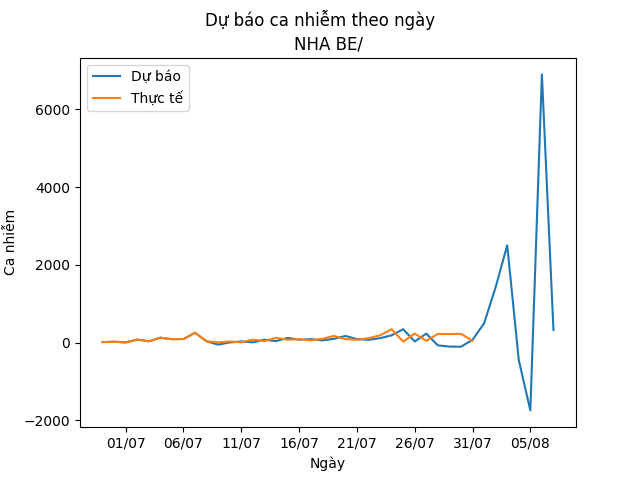 Dự báo ca nhiễm theo ngày
NHA BE/
Dự báo
Thực tế
6000
4000
2000
0
−2000
Ca nhiễm
01/07 06/07 11/07 16/07 21/07 26/07 31/07 05/08
Ngày